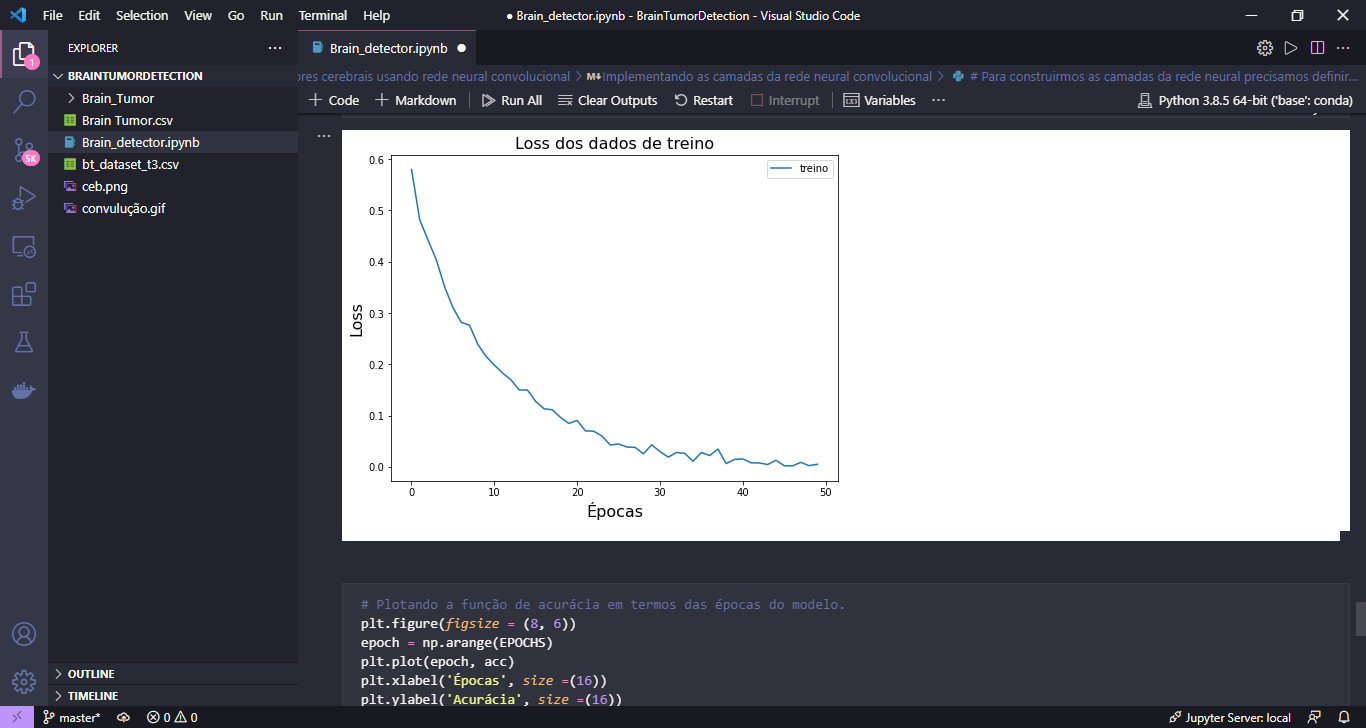 File Edit Selection View Go Run Terminal Help
● Brain_detector.ipynb - BrainTumorDetection - Visual Studio Code
EXPLORER
Brain_detector.ipynb
BRAINTUMORDETECTION
Brain_Tumor
Brain Tumor.csv
Brain_detector.ipynb
bt_dataset_t3.csv
ceb.png
convulução.gif
OUTLINE
TIMELINE
1
5K
ores cerebrais usando rede neural convolucional > M↓Implementando as camadas da rede neural convolucional > # Para construirmos as camadas da rede neural precisamos definir...
+ Code + Markdown Run All Clear Outputs Restart Interrupt Variables ··· Python 3.8.5 64-bit ('base': conda)
Loss dos dados de treino
treino
Loss
0.6
0.5
0.4
0.3
0.2
0.1
0.0
0 10 20 30 40 50
Épocas
# Plotando a função de acurácia em termos das épocas do modelo.
plt.figure(figsize = (8, 6))
epoch = np.arange(EPOCHS)
plt.plot(epoch, acc)
plt.xlabel('Épocas', size =(16))
plt.ylabel('Acurácia', size =(16))
master* 0 0 Jupyter Server: local